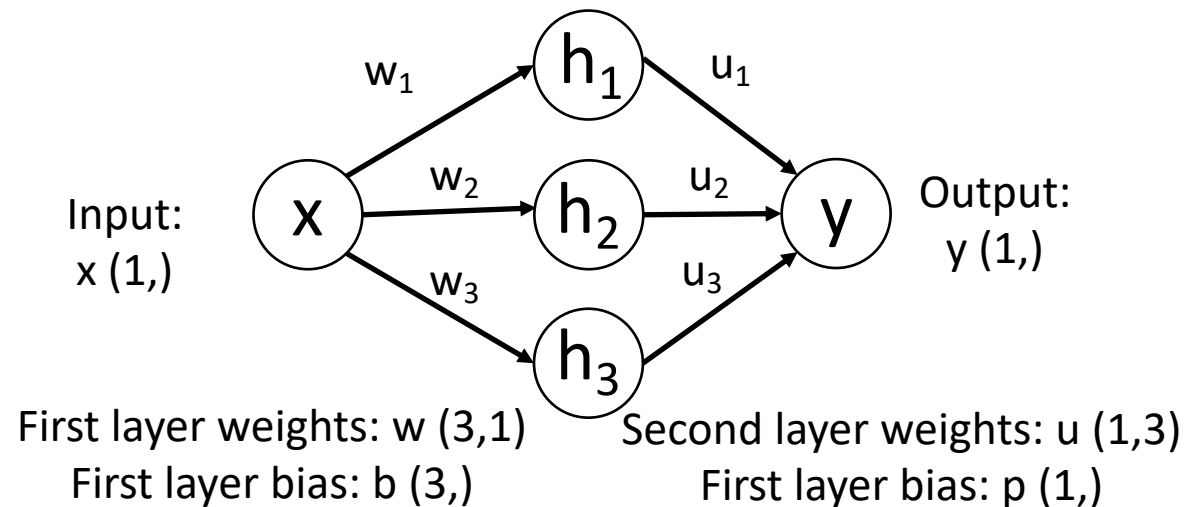 w₁
h₁
u₁
Input:
x (1,)
x
w₂
h₂
u₂
y
Output:
y (1,)
w₃
h₃
u₃
First layer weights: w (3,1)
First layer bias: b (3,)
Second layer weights: u (1,3)
First layer bias: p (1,)